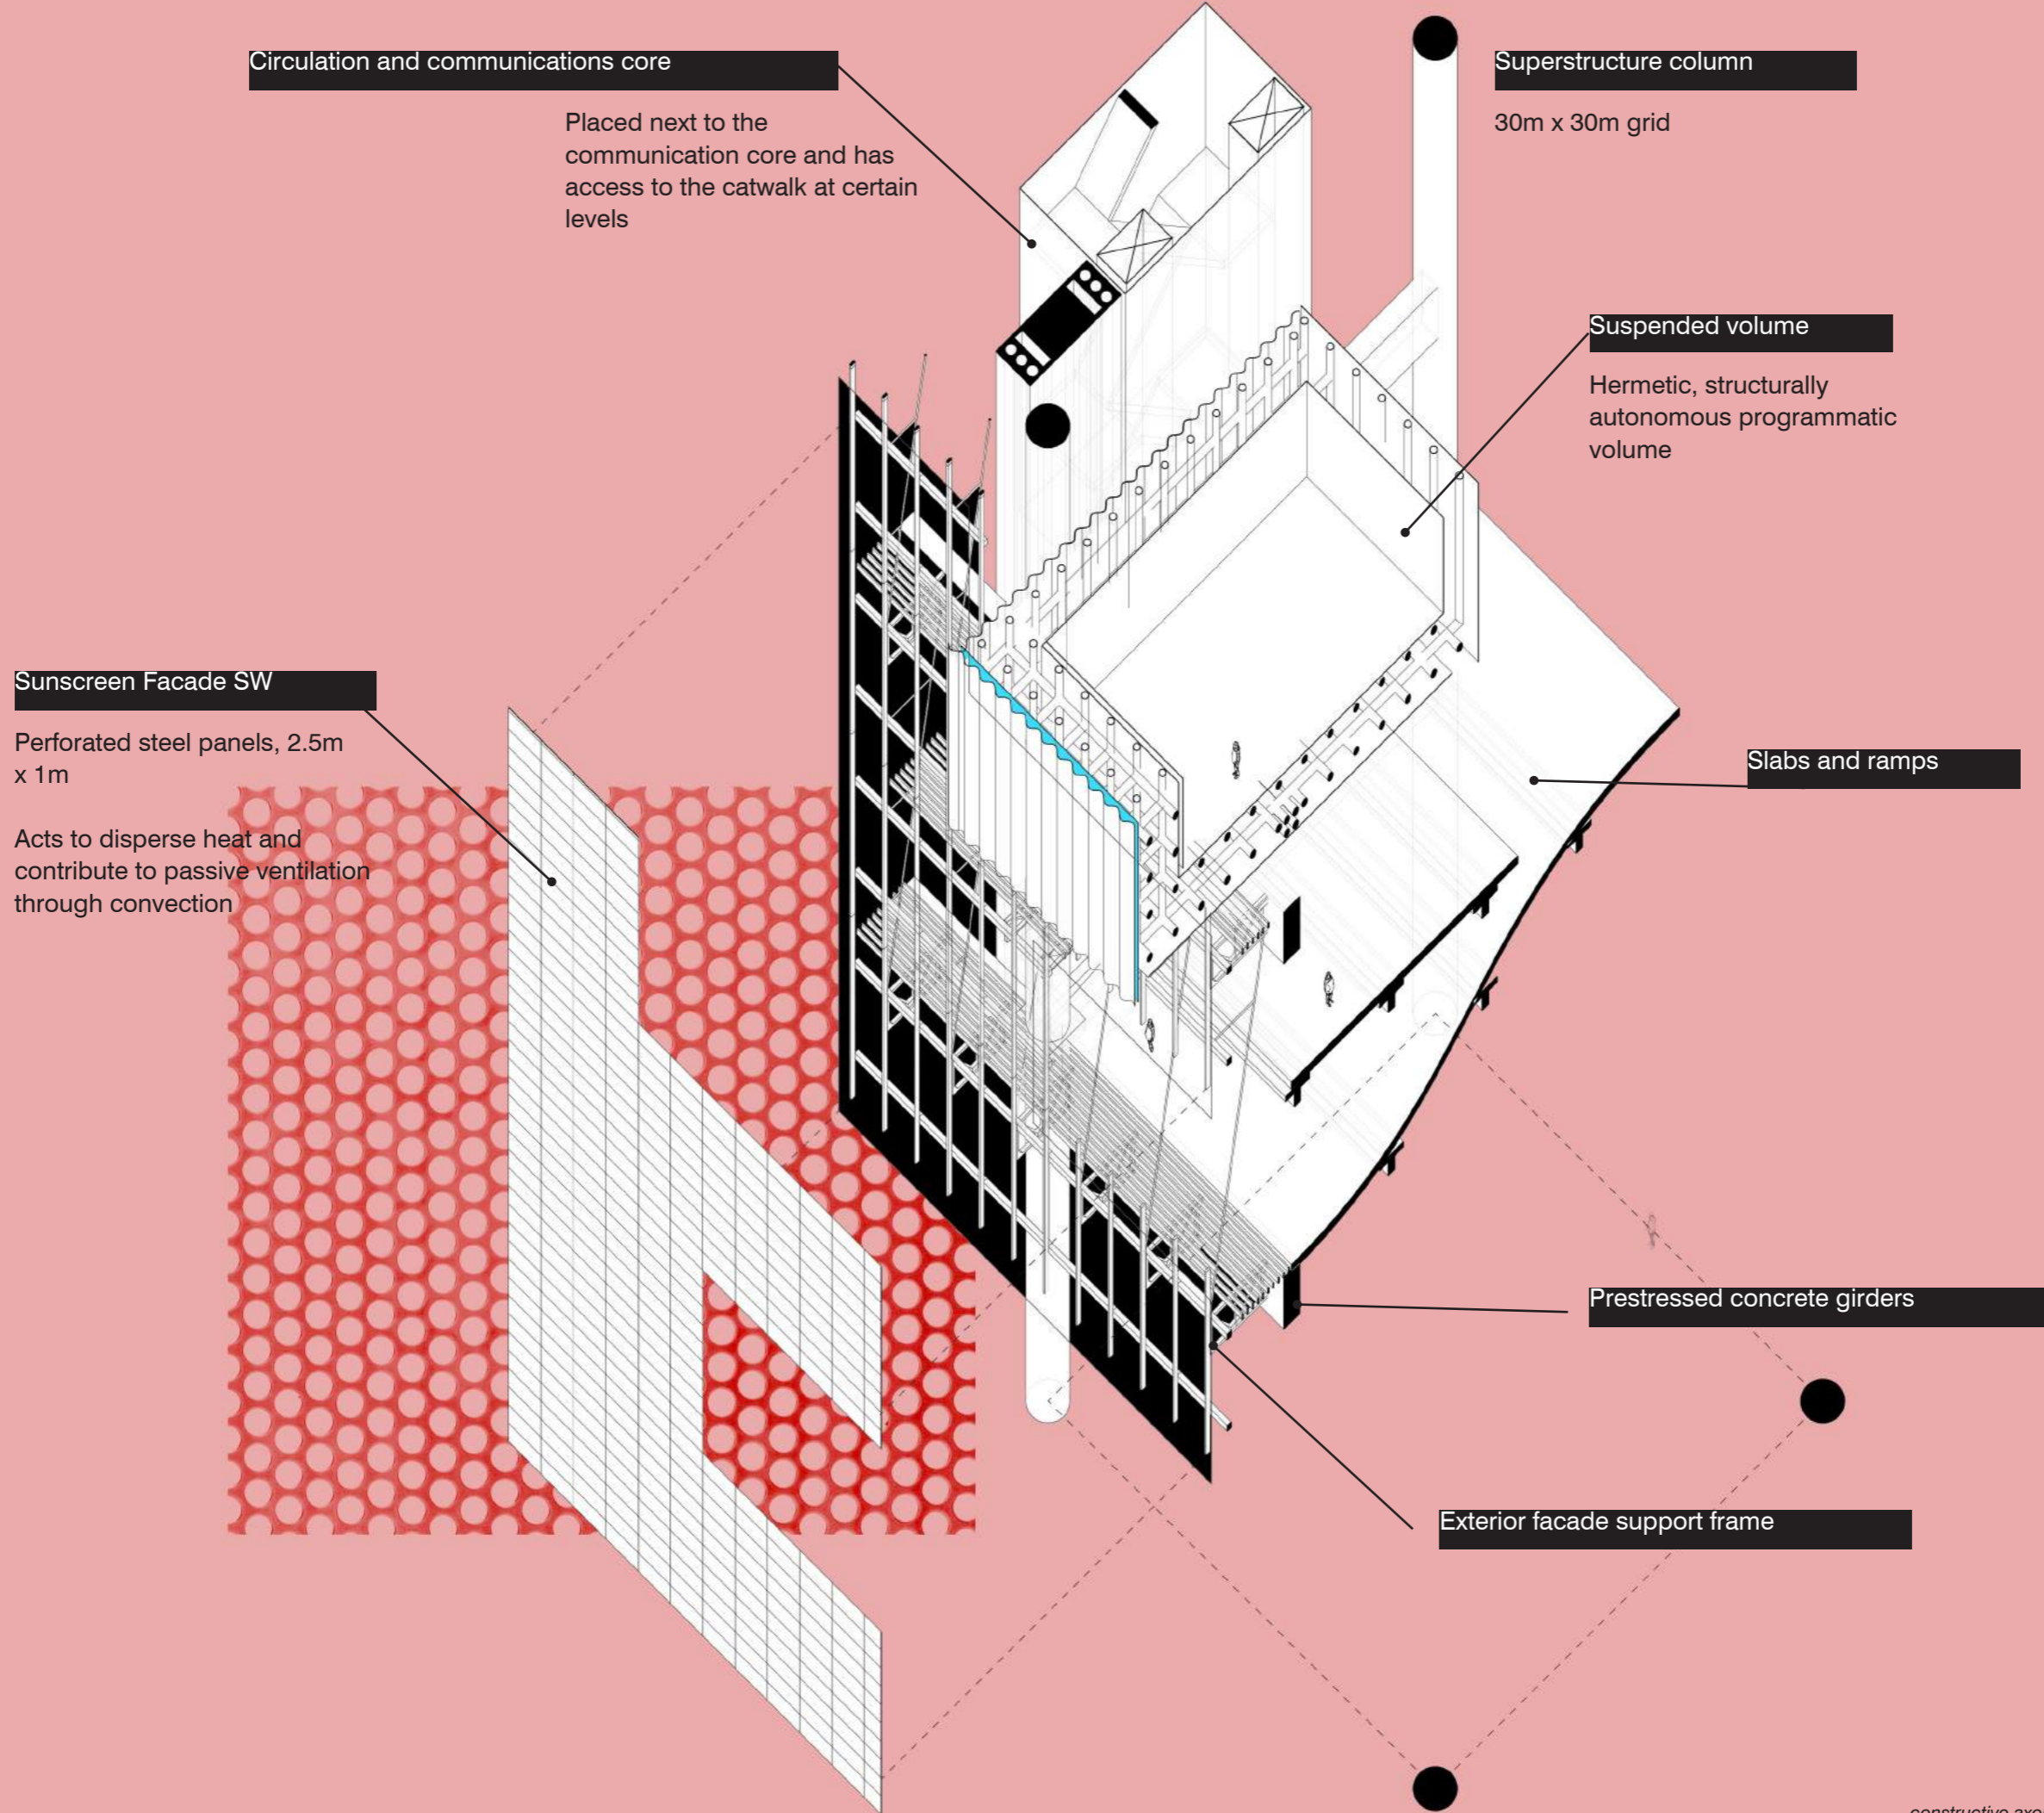 Circulation and communications core
Placed next to the
communication core and has
access to the catwalk at certain
levels
Superstructure column
30m x 30m grid
Suspended volume
Hermetic, structurally
autonomous programmatic
volume
Sunscreen Facade SW
Perforated steel panels, 2.5m
x 1m
Acts to disperse heat and
contribute to passive ventilation
through convection
Slabs and ramps
Prestressed concrete girders
Exterior facade support frame
constructive